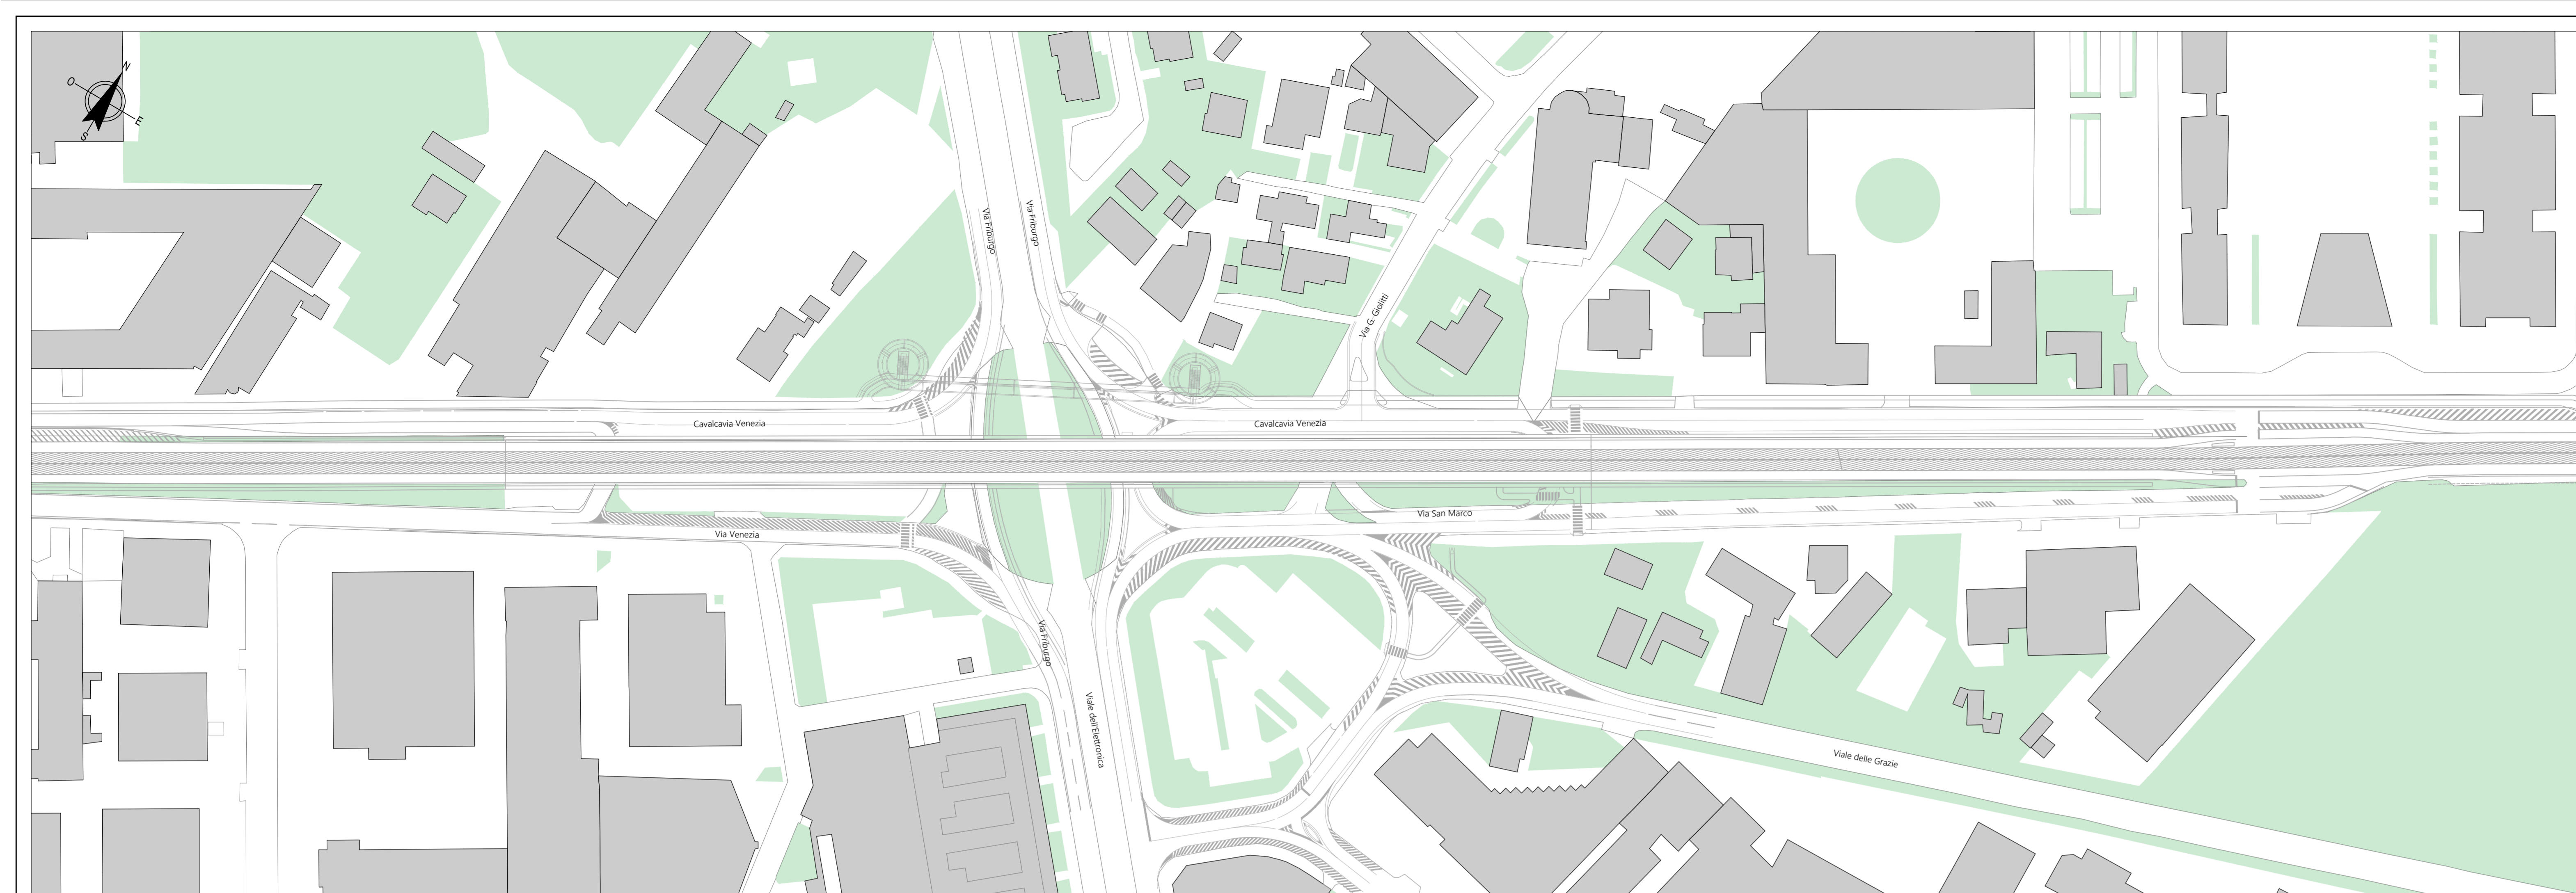 N
O
E
S
Via Friburgo
Via Friburgo
Via G. Giolitti
Cavalcavia Venezia
Cavalcavia Venezia
Via San Marco
Via Venezia
Via Friburgo
Viale dell'Elettronica
Viale delle Grazie